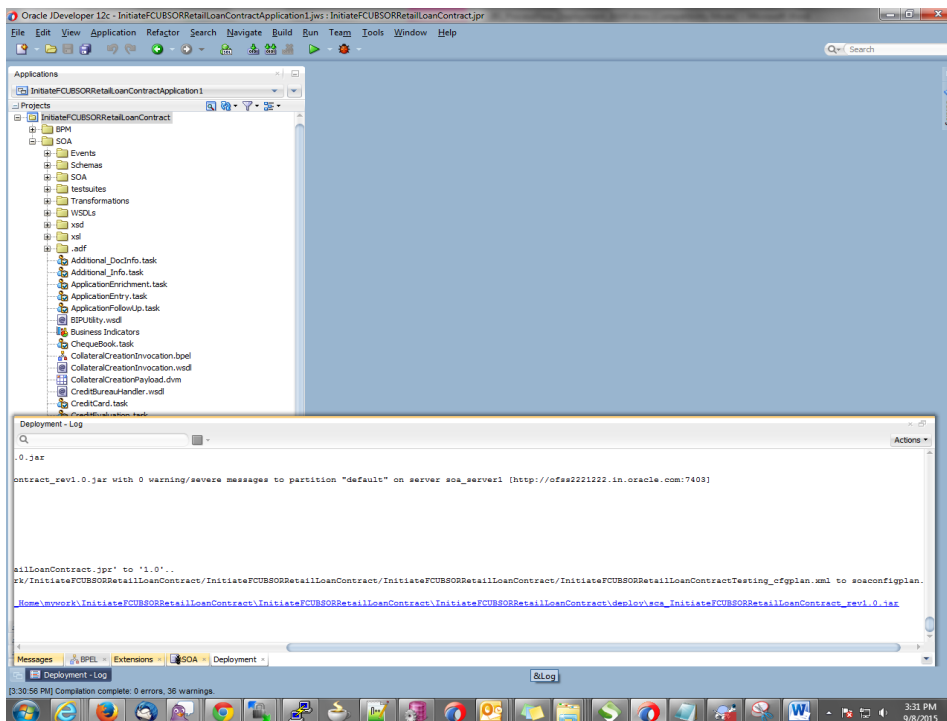 Oracle JDeveloper 12c - InitiateFCUBSORRetailLoanContractApplication1.jws : InitiateFCUBSORRetailLoanContract.jpr
File Edit View Application Refactor Search Navigate Build Run Team Tools Window Help
Search
Applications
InitiateFCUBSORRetailLoanContractApplication1
Projects
InitiateFCUBSORRetailLoanContract
BPM
SOA
Events
Schemas
SOA
testsuites
Transformations
WSDLs
xsd
xsl
.adf
Additional_DocInfo.task
Additional_Info.task
ApplicationEnrichment.task
ApplicationEntry.task
ApplicationFollowUp.task
BIPUtility.wsdl
Business Indicators
ChequeBook.task
CollateralCreationInvocation.bpel
CollateralCreationInvocation.wsdl
CollateralCreationPayload.dvm
CreditBureauHandler.wsdl
CreditCard.task
CreditEvaluation.task
Deployment - Log
Actions
.0.jar
ontract_rev1.0.jar with 0 warning/severe messages to partition "default" on server soa_server1 [http://ofss2221222.in.oracle.com:7403]
ailLoanContract.jpr' to '1.0'..
rk/InitiateFCUBSORRetailLoanContract/InitiateFCUBSORRetailLoanContract/InitiateFCUBSORRetailLoanContractTesting_cfgplan.xml to soaconfigplan.
_Home\mywork\InitiateFCUBSORRetailLoanContract\InitiateFCUBSORRetailLoanContract\deploy\sca_InitiateFCUBSORRetailLoanContract_rev1.0.jar
Messages BPEL Extensions SOA Deployment
Deployment - Log
&Log
[3:30:56 PM] Compilation complete: 0 errors, 36 warnings.
3:31 PM
9/8/2015